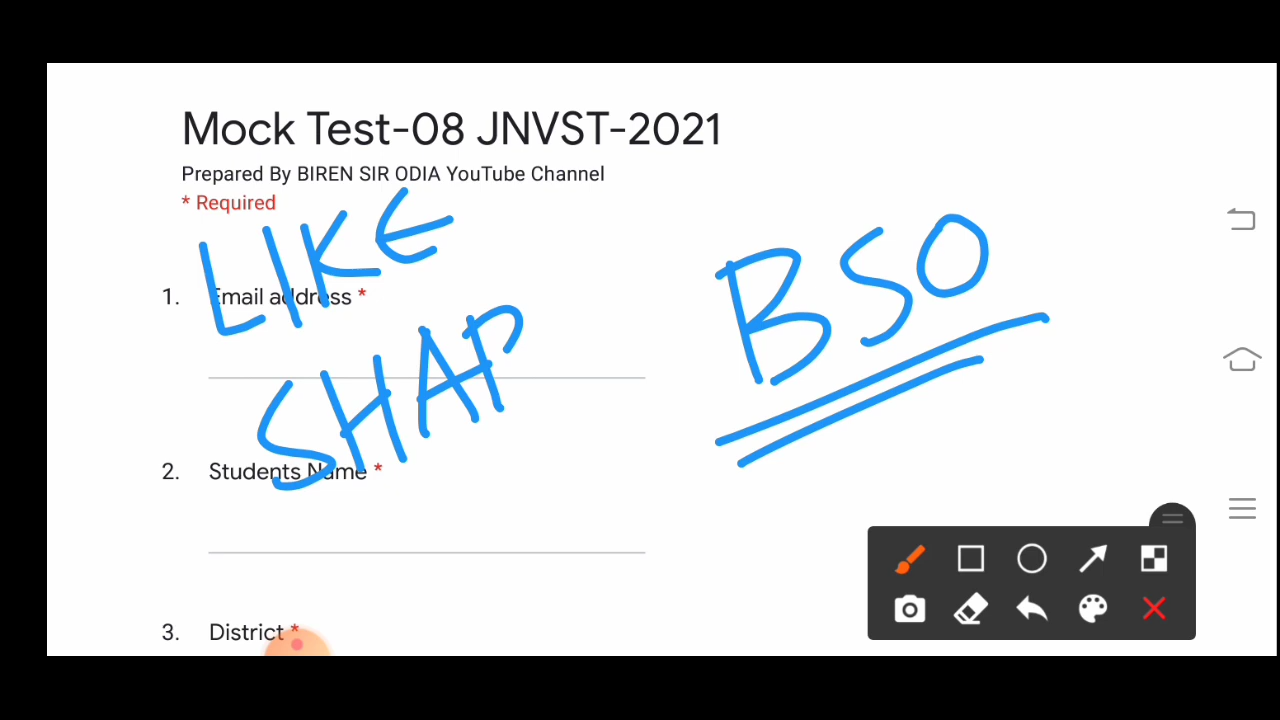 Mock Test-08 JNVST-2021
Prepared By BIREN SIR ODIA YouTube Channel
* Required
LIKE
BSO
1. Email address *
SHAP
2. Students Name *
3. District *